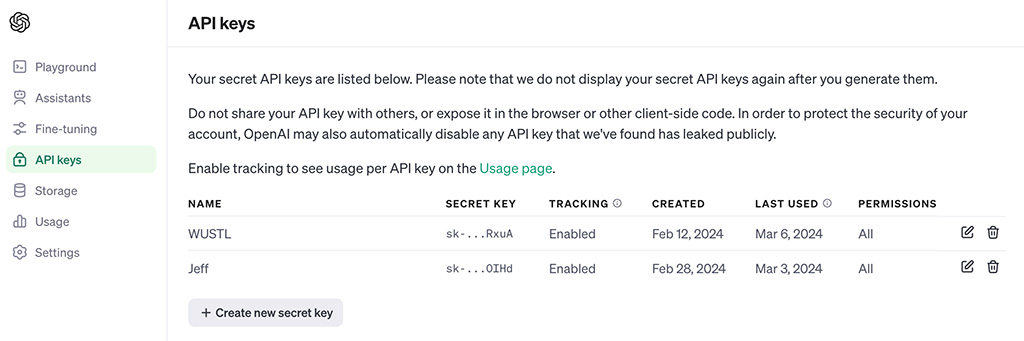 API keys
Playground
Assistants
Fine-tuning
API keys
Storage
Usage
Settings
Your secret API keys are listed below. Please note that we do not display your secret API keys again after you generate them.
Do not share your API key with others, or expose it in the browser or other client-side code. In order to protect the security of your
account, OpenAI may also automatically disable any API key that we've found has leaked publicly.
Enable tracking to see usage per API key on the Usage page.
NAME SECRET KEY TRACKING CREATED LAST USED PERMISSIONS
WUSTL sk-...RxuA Enabled Feb 12, 2024 Mar 6, 2024 All
Jeff sk-...OIHd Enabled Feb 28, 2024 Mar 3, 2024 All
+ Create new secret key